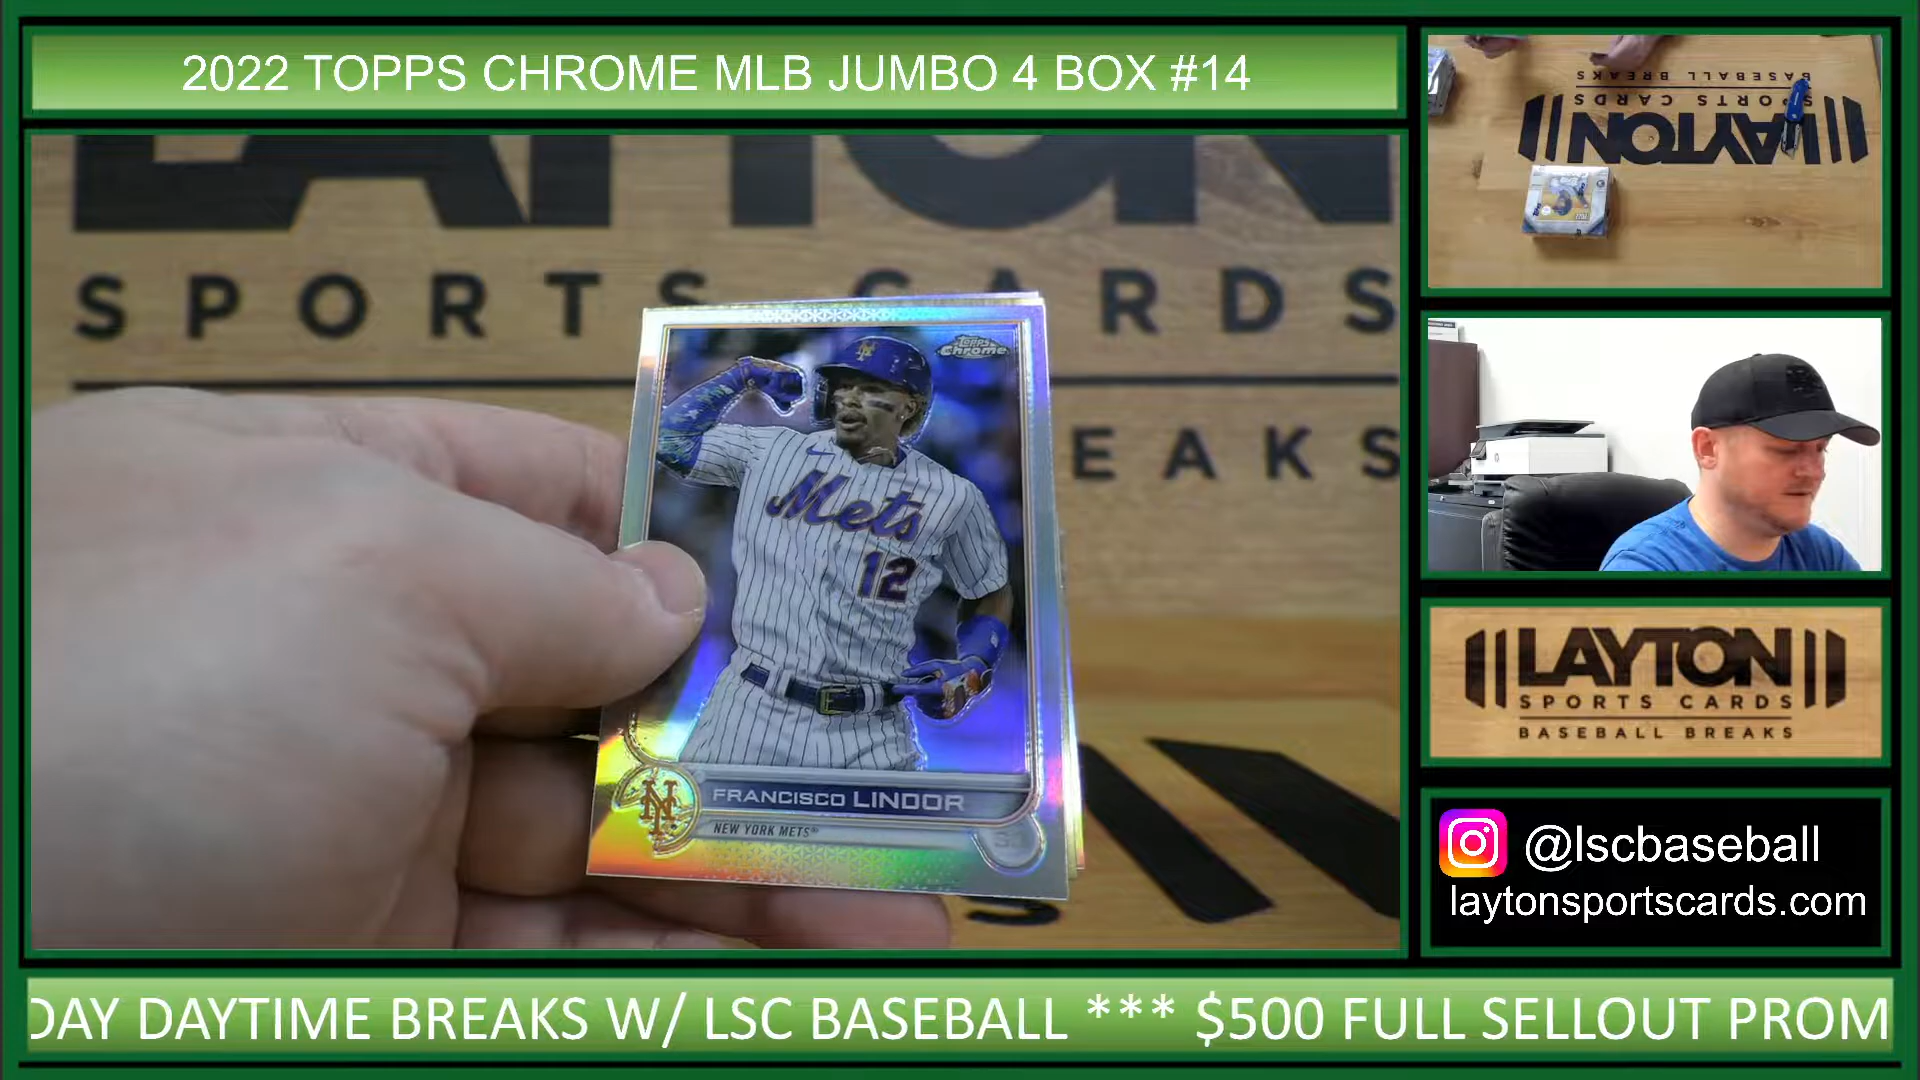 2022 TOPPS CHROME MLB JUMBO 4 BOX #14
SPORTS CARDS
EAKS
Topps
Chrome
Mets
12
NY
FRANCISCO LINDOR
NEW YORK METS®
LAYTON
SPORTS CARDS
BASEBALL BREAKS
LAYTON
SPORTS CARDS
BASEBALL BREAKS
@lscbaseball
laytonsportscards.com
DAY DAYTIME BREAKS W/ LSC BASEBALL *** $500 FULL SELLOUT PROM